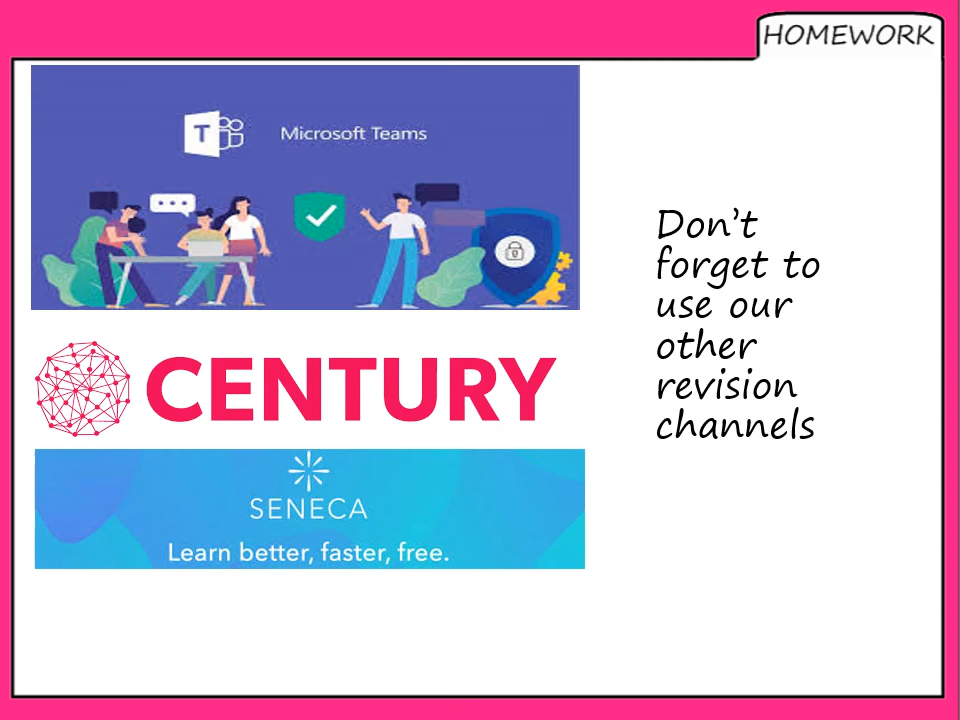 HOMEWORK
T
Microsoft Teams
CENTURY
SENECA
Learn better, faster, free.
Don't
forget to
use our
other
revision
channels